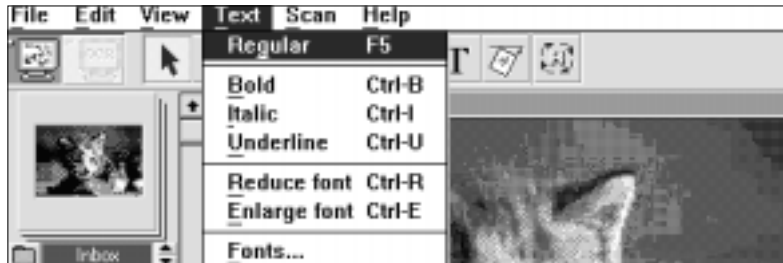 File Edit View Text Scan Help
Regular F5
OCR
T
Bold Ctrl-B
Italic Ctrl-I
Underline Ctrl-U
Reduce font Ctrl-R
Enlarge font Ctrl-E
Fonts...
Inbox